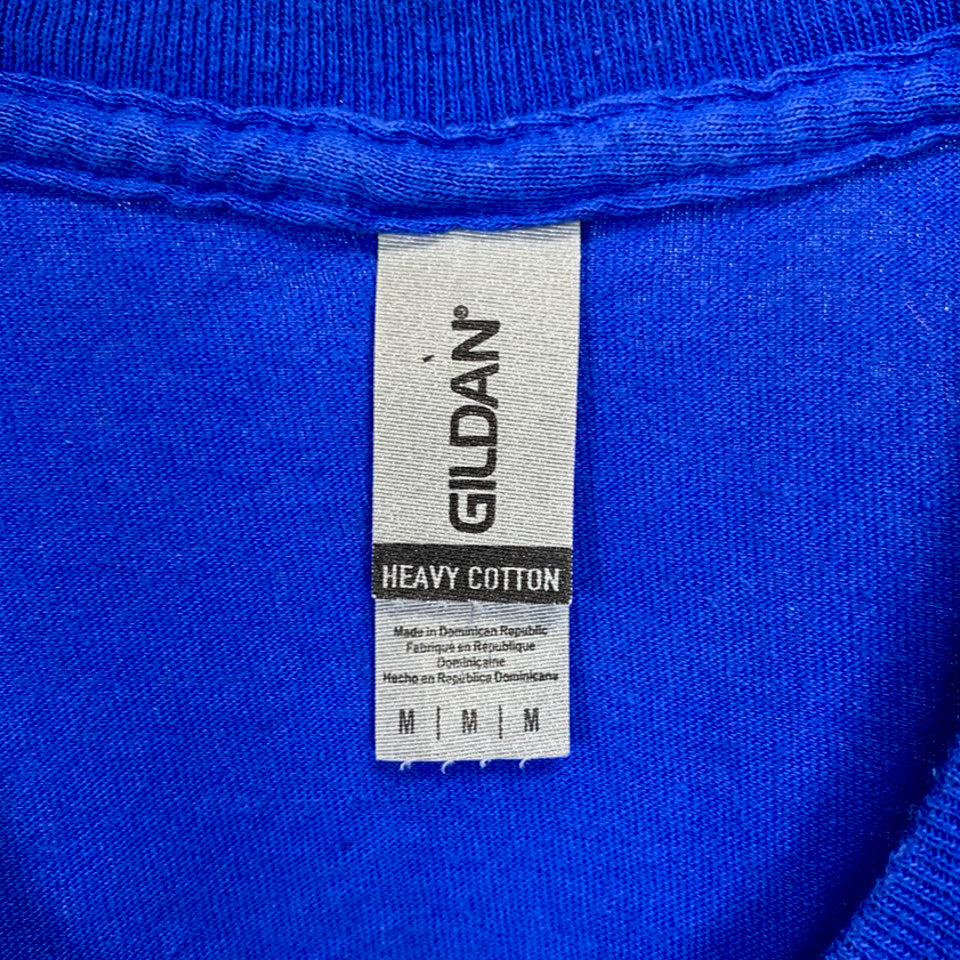 GILDAN®
HEAVY COTTON
Made in Dominican Republic
Fabriqué en République
Dominicaine
Hecho en República Dominicana
M | M | M